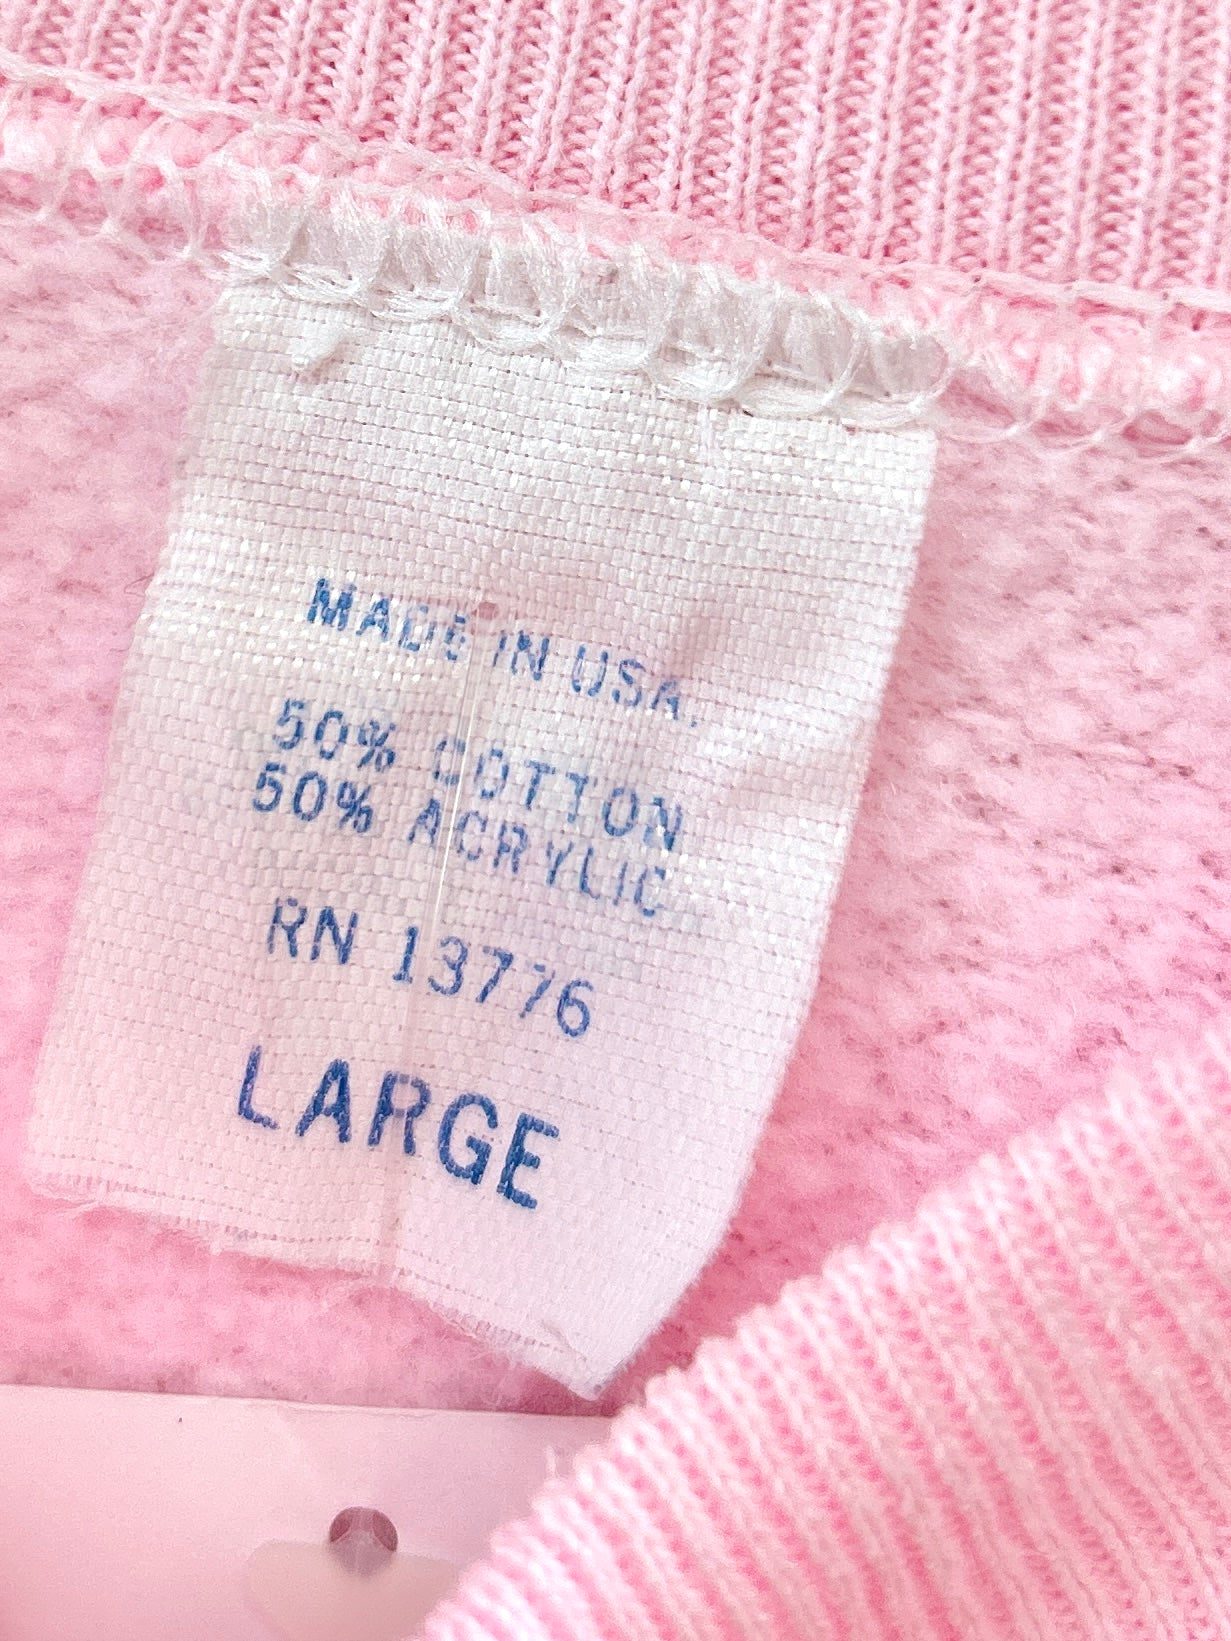 MADE IN USA.
50% COTTON
50% ACRYLIC
RN 13776
LARGE